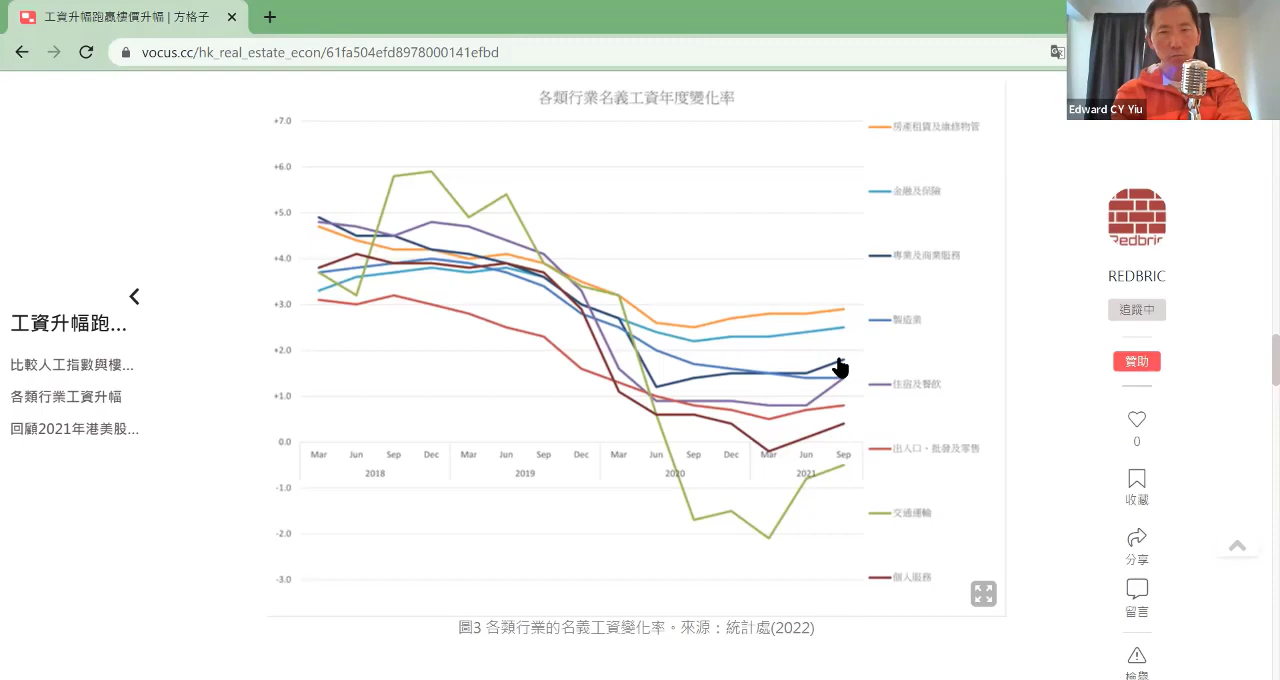 工資升幅跑贏樓價升幅 | 方格子
vocus.cc/hk_real_estate_econ/61fa504efd8978000141efbd
Edward CY Yiu
工資升幅跑...
比較人工指數與樓...
各類行業工資升幅
回顧2021年港美股...
各類行業名義工資年度變化率
+7.0
+6.0
+5.0
+4.0
+3.0
+2.0
+1.0
0.0
-1.0
-2.0
-3.0
Mar Jun Sep Dec Mar Jun Sep Dec Mar Jun Sep Dec Mar Jun Sep
2018 2019 2020 2021
房產租賃及維修物管
金融及保險
專業及商業服務
製造業
住宿及餐飲
出入口、批發及零售
交通運輸
個人服務
圖3 各類行業的名義工資變化率。來源：統計處(2022)
Redbric
REDBRIC
追蹤中
贊助
0
收藏
分享
留言
檢舉